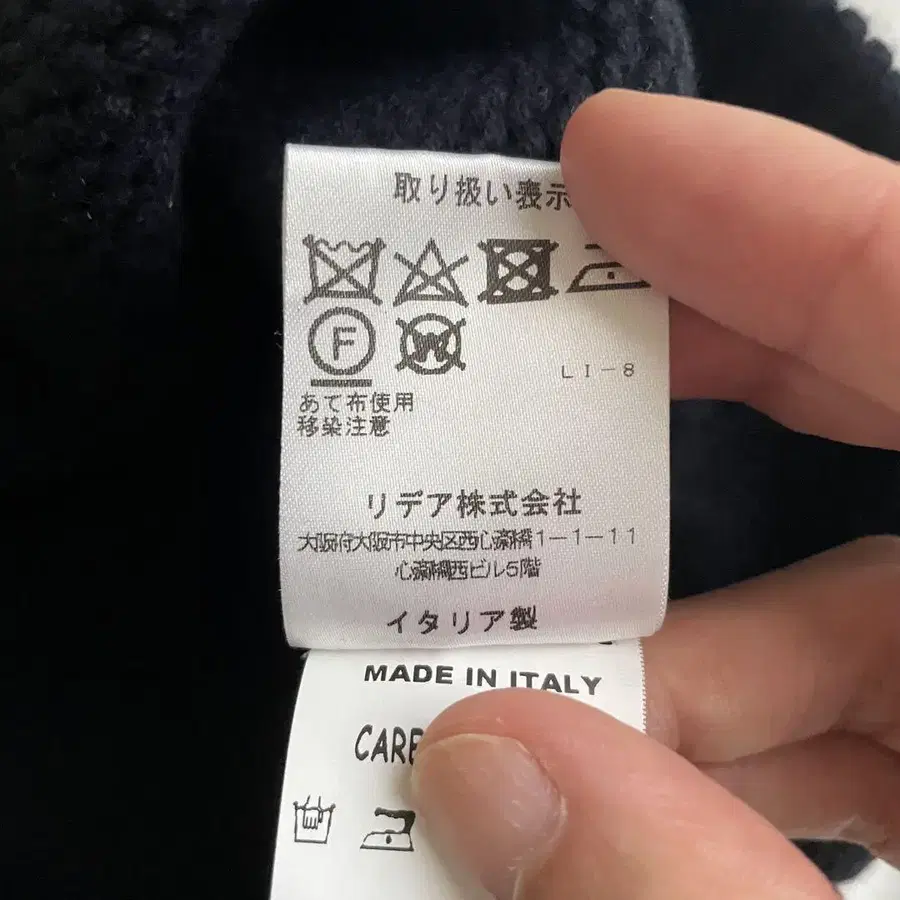 取り扱い表示
F
W
LI-8
あて布使用
移染注意
リデア株式会社
大阪府大阪市中央区西心斎橋1-1-11
心斎橋西ビル5階
イタリア製
MADE IN ITALY